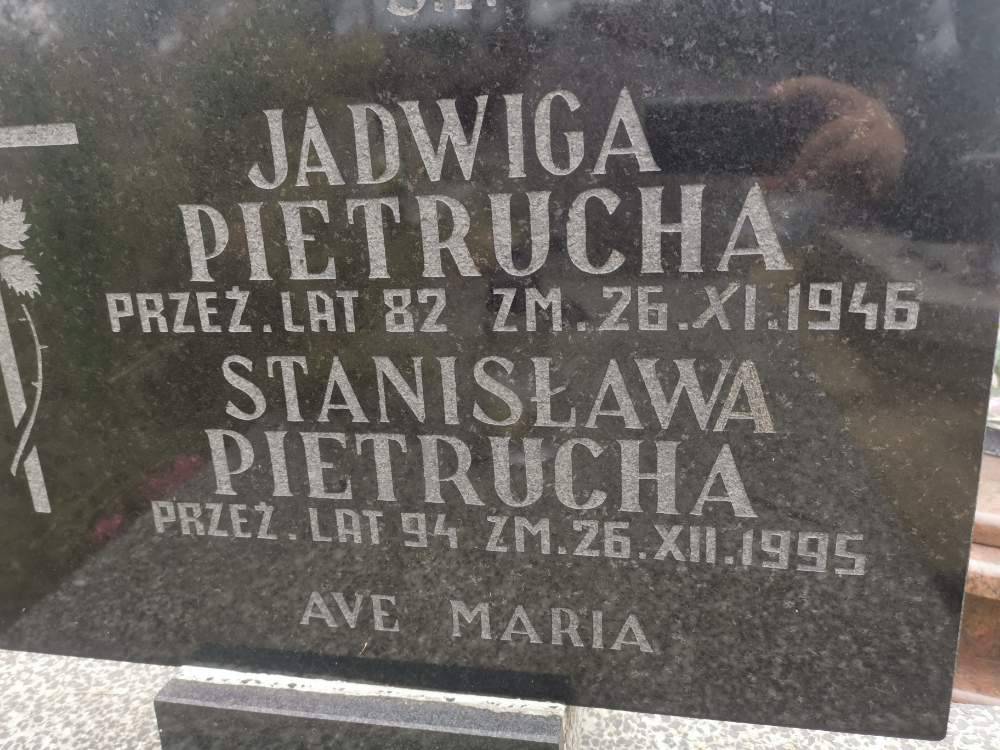 JADWIGA
PIETRUCHA
PRZEŻ. LAT 82 ZM. 26. XI. 1946
STANISŁAWA
PIETRUCHA
PRZEŻ. LAT 94 ZM. 26. XII. 1995
AVE MARIA